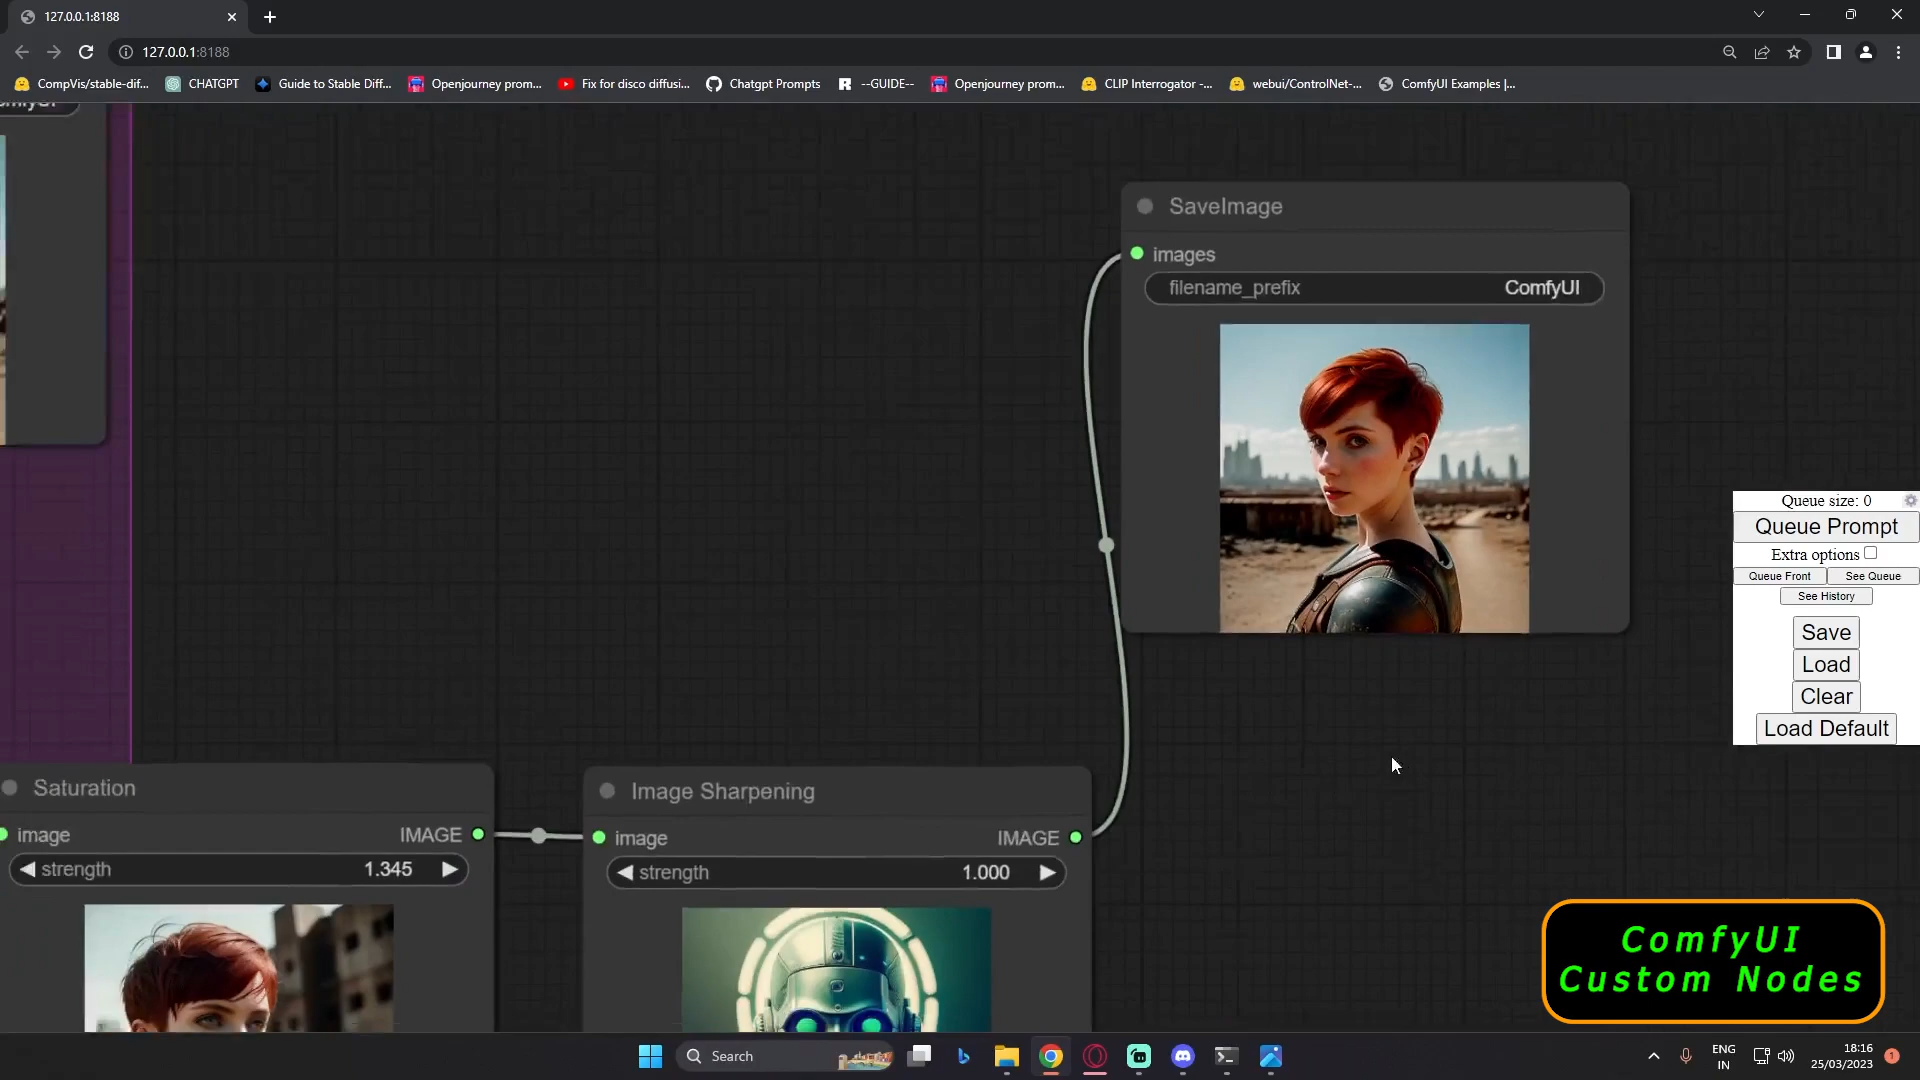 127.0.0.1:8188
127.0.0.1:8188
CompVis/stable-dif...
CHATGPT
Guide to Stable Diff...
Openjourney prom...
Fix for disco diffusi...
Chatgpt Prompts
--GUIDE--
Openjourney prom...
CLIP Interrogator -...
webui/ControlNet-...
ComfyUI Examples |...
SaveImage
images
filename_prefix ComfyUI
Queue size: 0
Queue Prompt
Extra options
Queue Front See Queue
See History
Save
Load
Clear
Load Default
Saturation
image IMAGE
strength 1.345
Image Sharpening
image IMAGE
strength 1.000
ComfyUI
Custom Nodes
Search
ENG
IN
18:16
25/03/2023
1